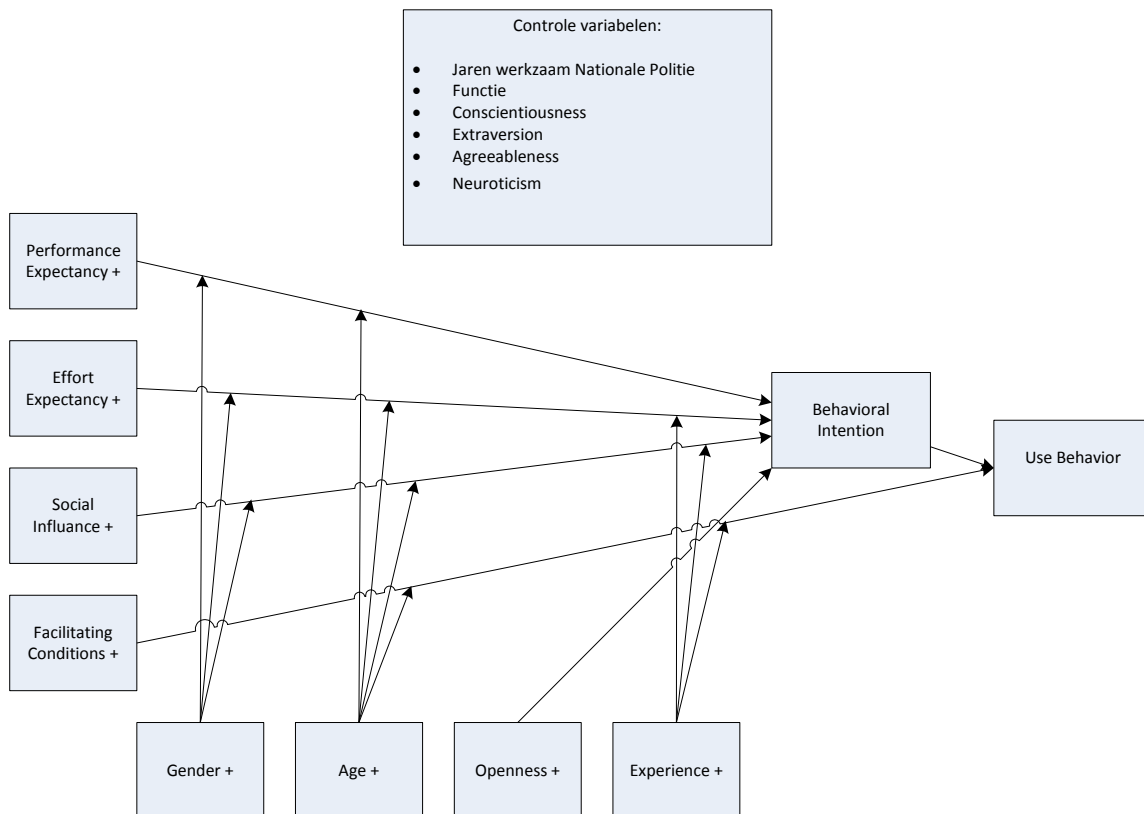 Controle variabelen:
• Jaren werkzaam Nationale Politie
• Functie
• Conscientiousness
• Extraversion
• Agreeableness
• Neuroticism
Performance
Expectancy +
Effort
Expectancy +
Behavioral
Intention
Use Behavior
Social
Influance +
Facilitating
Conditions +
Gender +
Age +
Openness +
Experience +